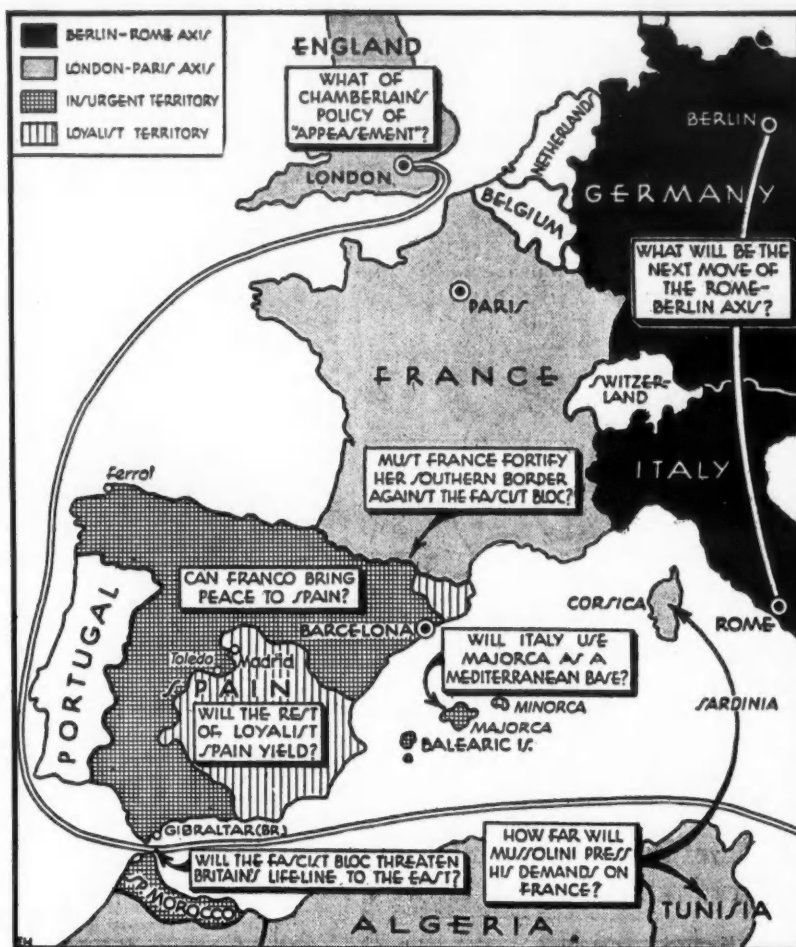 BERLIN-ROME AXIS
LONDON-PARIS AXIS
INSURGENT TERRITORY
LOYALIST TERRITORY
ENGLAND
WHAT OF
CHAMBERLAIN'S
POLICY OF
"APPEASEMENT"?
LONDON
NETHERLANDS
BELGIUM
BERLIN
GERMANY
WHAT WILL BE THE
NEXT MOVE OF
THE ROME-
BERLIN AXIS?
PARIS
FRANCE
SWITZER-
LAND
ITALY
Ferrol
MUST FRANCE FORTIFY
HER SOUTHERN BORDER
AGAINST THE FASCIST BLOC?
CAN FRANCO BRING
PEACE TO SPAIN?
PORTUGAL
BARCELONA
CORSICA
ROME
Toledo
Madrid
SPAIN
WILL THE REST
OF LOYALIST
SPAIN YIELD?
WILL ITALY USE
MAJORCA AS A
MEDITERRANEAN BASE?
MINORCA
MAJORCA
BALEARIC IS.
SARDINIA
GIBRALTAR (BR.)
WILL THE FASCIST BLOC THREATEN
BRITAIN'S LIFE-LINE TO THE EAST?
HOW FAR WILL
MUSSOLINI PRESS
HIS DEMANDS ON
FRANCE?
SP. MOROCCO
ALGERIA
TUNISIA